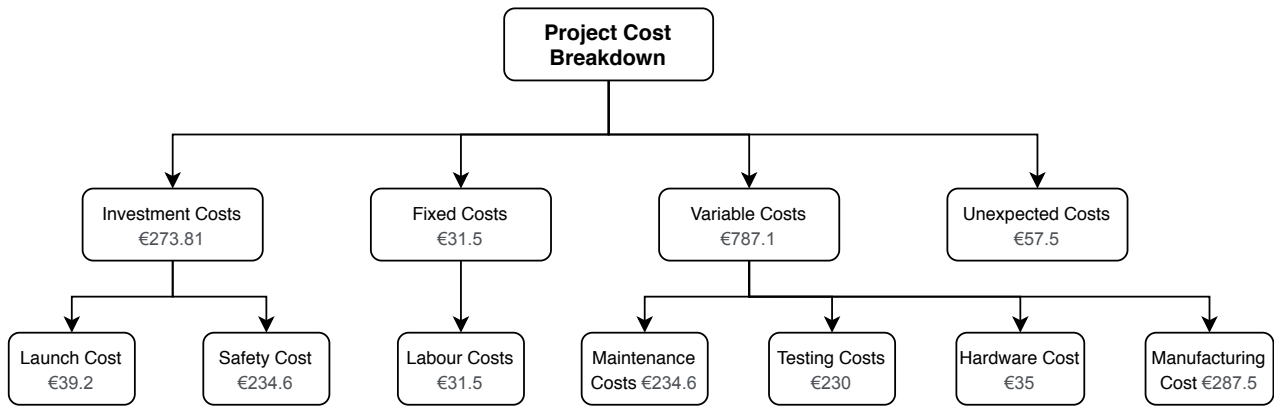 Project Cost
Breakdown
Investment Costs
€273.81
Fixed Costs
€31.5
Variable Costs
€787.1
Unexpected Costs
€57.5
Launch Cost
€39.2
Safety Cost
€234.6
Labour Costs
€31.5
Maintenance
Costs €234.6
Testing Costs
€230
Hardware Cost
€35
Manufacturing
Cost €287.5